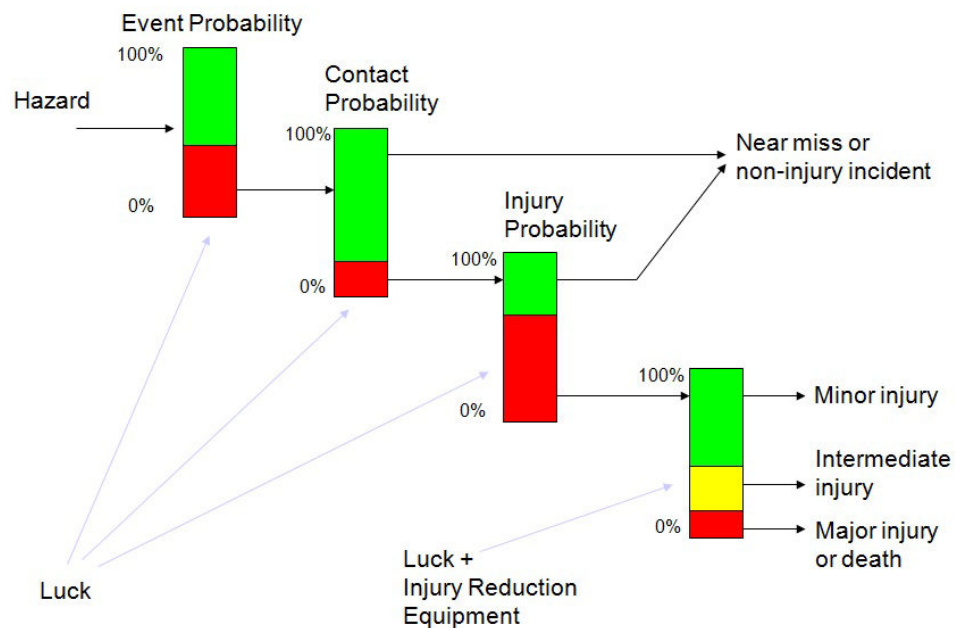 Event Probability
100%
Hazard
0%
Contact
Probability
100%
0%
Near miss or
non-injury incident
Injury
Probability
100%
0%
100%
0%
Minor injury
Intermediate
injury
Major injury
or death
Luck
Luck +
Injury Reduction
Equipment